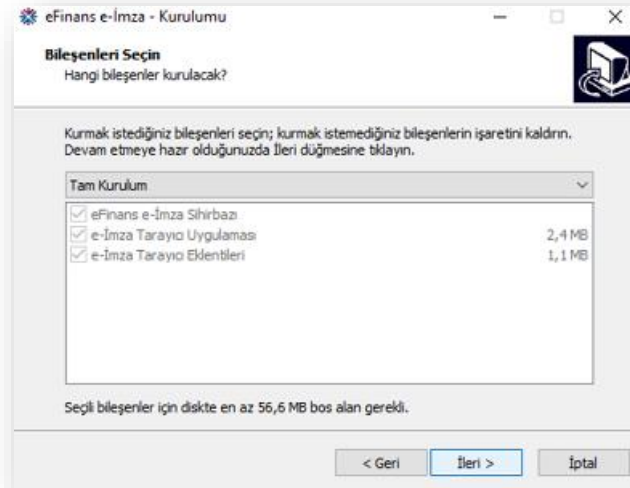 eFinans e-İmza - Kurulumu
Bileşenleri Seçin
Hangi bileşenler kurulacak?
Kurmak istediğiniz bileşenleri seçin; kurmak istemediğiniz bileşenlerin işaretini kaldırın.
Devam etmeye hazır olduğunuzda İleri düğmesine tıklayın.
Tam Kurulum
eFinans e-İmza Sihirbazı
e-İmza Tarayıcı Uygulaması 2,4 MB
e-İmza Tarayıcı Eklentileri 1,1 MB
Seçili bileşenler için diskte en az 56,6 MB bos alan gerekli.
< Geri İleri > İptal